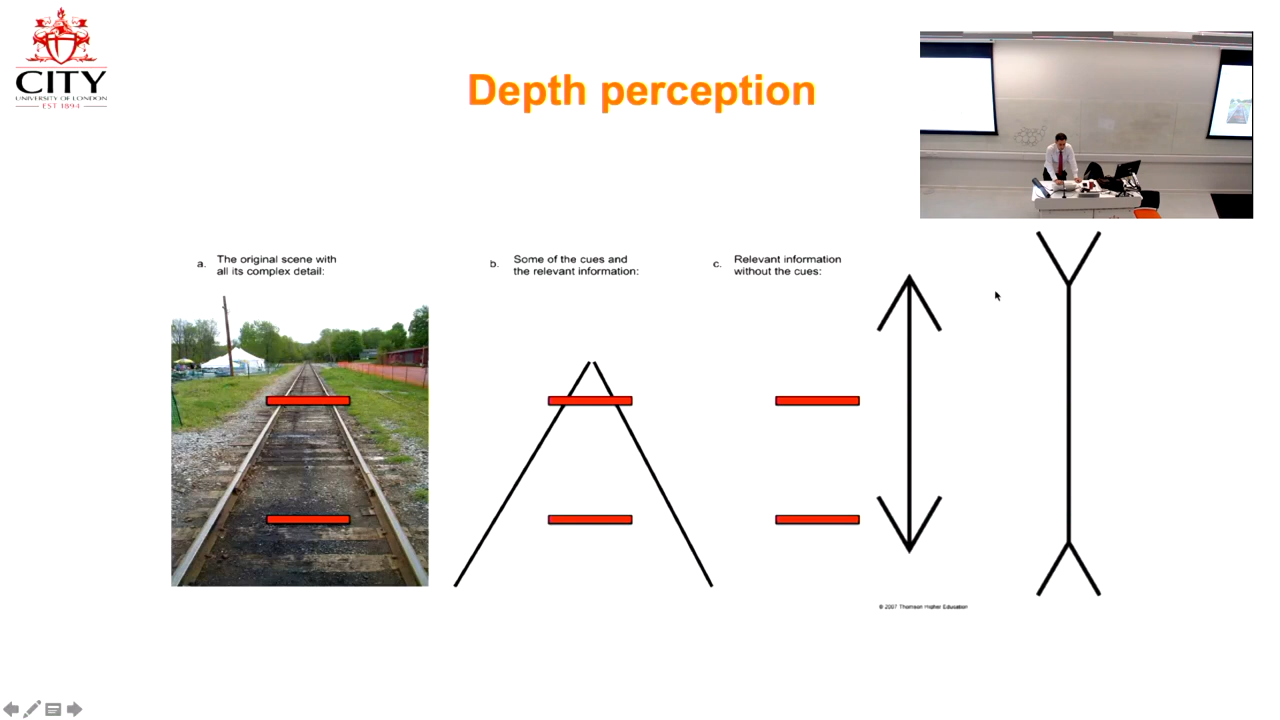 CITY
UNIVERSITY OF LONDON
EST 1894
Depth perception
a. The original scene with
all its complex detail:
b. Some of the cues and
the relevant information:
c. Relevant information
without the cues:
© 2007 Thomson Higher Education